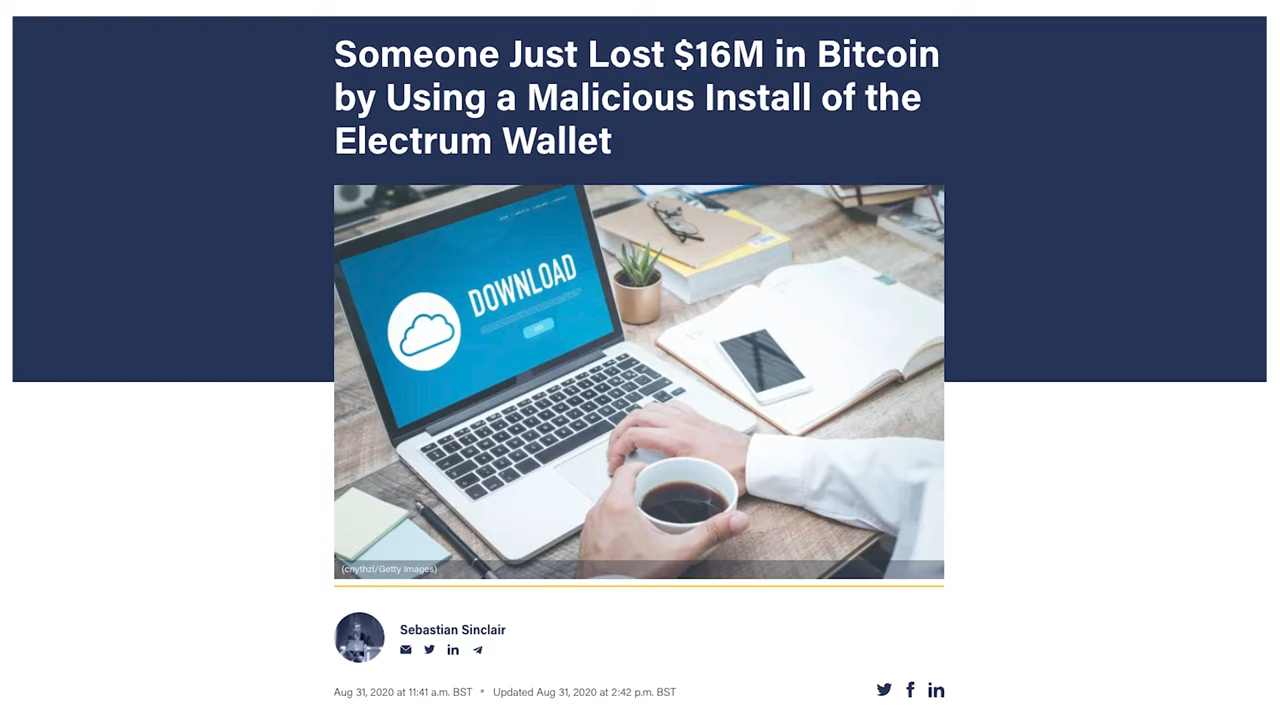 Someone Just Lost $16M in Bitcoin
by Using a Malicious Install of the
Electrum Wallet
DOWNLOAD
(cnythzl/Getty Images)
Sebastian Sinclair
Aug 31, 2020 at 11:41 a.m. BST • Updated Aug 31, 2020 at 2:42 p.m. BST